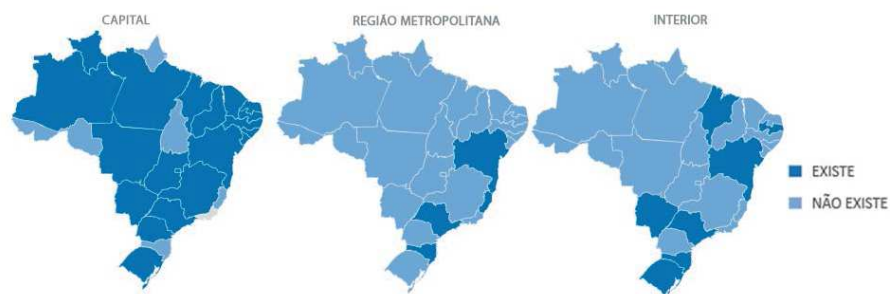 CAPITAL
REGIÃO METROPOLITANA
INTERIOR
EXISTE
NÃO EXISTE